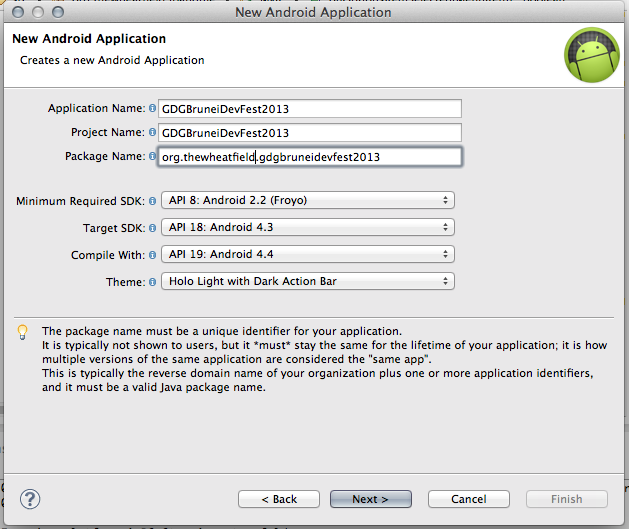 New Android Application
New Android Application
Creates a new Android Application
Application Name: GDGBruneiDevFest2013
Project Name: GDGBruneiDevFest2013
Package Name: org.thewheatfield.gdgbruneidevfest2013
Minimum Required SDK: API 8: Android 2.2 (Froyo)
Target SDK: API 18: Android 4.3
Compile With: API 19: Android 4.4
Theme: Holo Light with Dark Action Bar
The package name must be a unique identifier for your application.
It is typically not shown to users, but it *must* stay the same for the lifetime of your application; it is how
multiple versions of the same application are considered the "same app".
This is typically the reverse domain name of your organization plus one or more application identifiers,
and it must be a valid Java package name.
? < Back Next > Cancel Finish